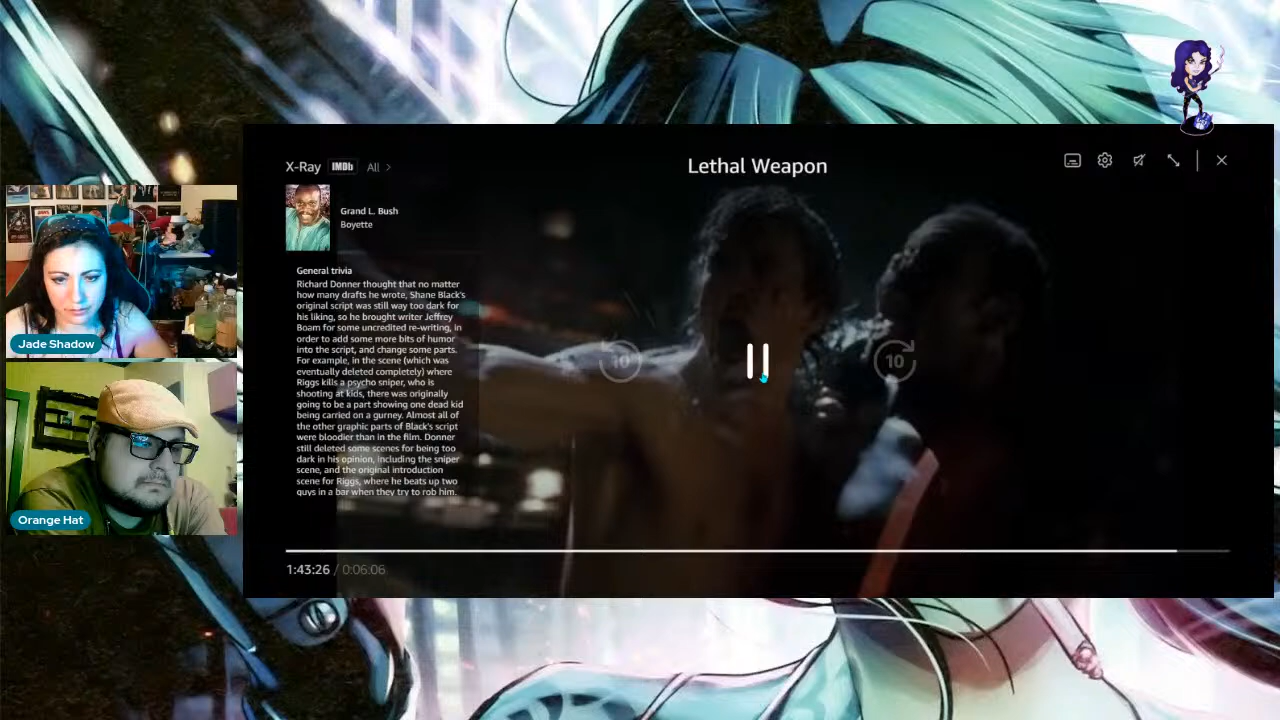 X-Ray IMDb All >
Lethal Weapon
Grand L. Bush
Boyette
General trivia
Richard Donner thought that no matter
how many drafts he wrote, Shane Black's
original script was still way too dark for
his liking, so he brought writer Jeffrey
Boam for some uncredited re-writing, in
order to add some more bits of humor
into the script, and change some parts.
For example, in the scene (which was
eventually deleted completely) where
Riggs kills a psycho sniper, who is
shooting at kids, there was originally
going to be a part showing one dead kid
being carried on a gurney. Almost all of
the other graphic parts of Black's script
were bloodier than in the film. Donner
still deleted some scenes for being too
dark in his opinion, including the sniper
scene, and the original introduction
scene for Riggs, where he beats up two
guys in a bar when they try to rob him.
10
10
1:43:26 / 0:06:06
Jade Shadow
Orange Hat